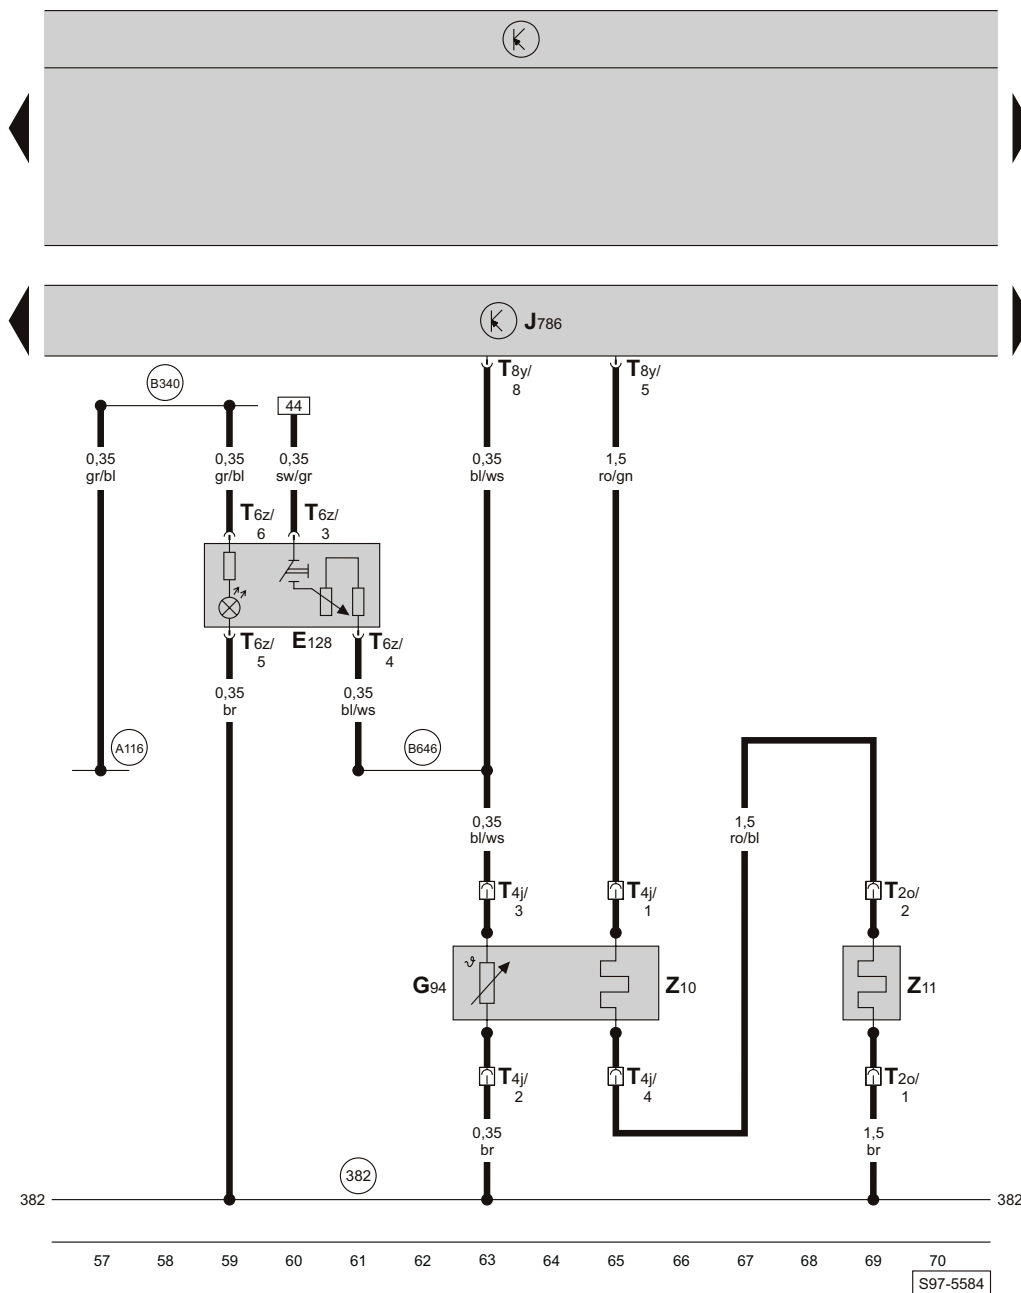 J786
T8y/ T8y/
8 5
B340
44
0,35 0,35 0,35 0,35 1,5
gr/bl gr/bl sw/gr bl/ws ro/gn
T6z/ T6z/
6 3
T6z/ E128 T6z/
5 4
0,35 0,35
br bl/ws
A116 B646
0,35 1,5
bl/ws ro/bl
T4j/ T4j/ T2o/
3 1 2
G94 Z10 Z11
T4j/ T4j/ T2o/
2 4 1
0,35 1,5
br br
382
382 382
57 58 59 60 61 62 63 64 65 66 67 68 69 70
S97-5584